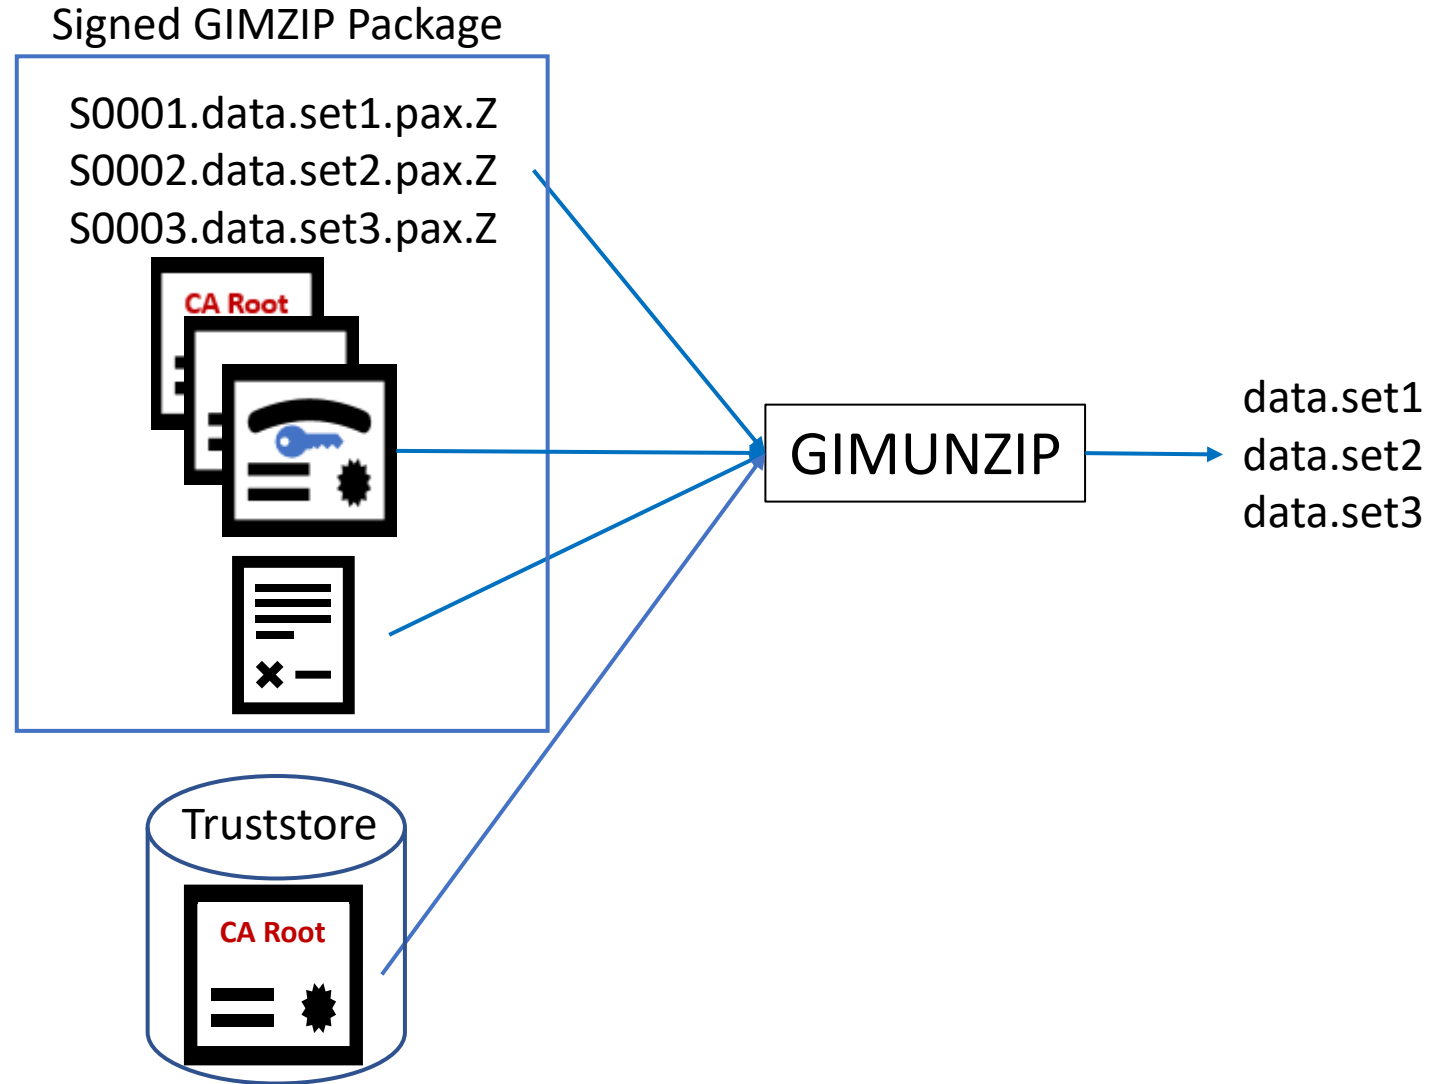 Signed GIMZIP Package
S0001.data.set1.pax.Z
S0002.data.set2.pax.Z
S0003.data.set3.pax.Z
CA Root
GIMUNZIP
data.set1
data.set2
data.set3
Truststore
CA Root